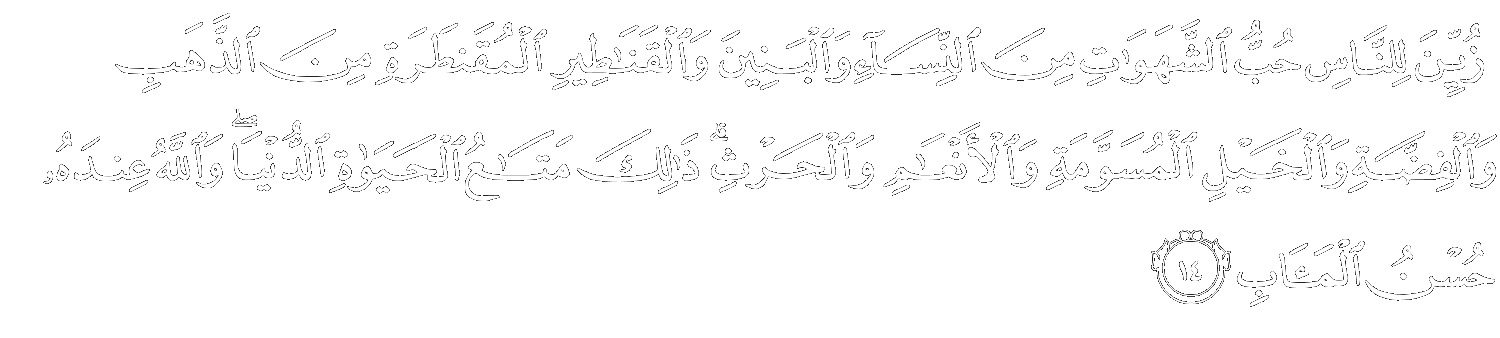 زُيِّنَ لِلنَّاسِ حُبُّ ٱلشَّهَوَٰتِ مِنَ ٱلنِّسَآءِ وَٱلْبَنِينَ وَٱلْقَنَٰطِيرِ ٱلْمُقَنطَرَةِ مِنَ ٱلذَّهَبِ
وَٱلْفِضَّةِ وَٱلْخَيْلِ ٱلْمُسَوَّمَةِ وَٱلْأَنْعَٰمِ وَٱلْحَرْثِ ۗ ذَٰلِكَ مَتَٰعُ ٱلْحَيَوٰةِ ٱلدُّنْيَا ۖ وَٱللَّهُ عِندَهُۥ
حُسْنُ ٱلْمَـَٔابِ ١٤